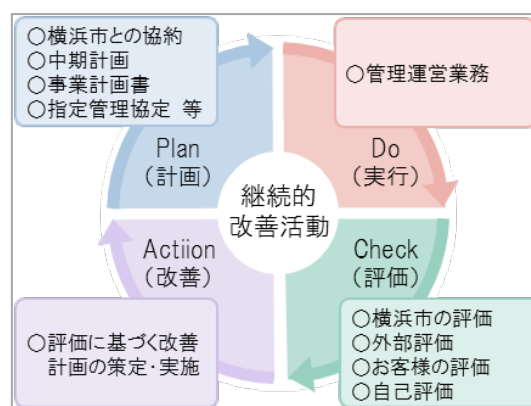 ○横浜市との協約
○中期計画
○事業計画書
○指定管理協定 等
○管理運営業務
Plan
(計画)
Do
(実行)
継続的
改善活動
Actiion
(改善)
Check
(評価)
○評価に基づく改善
計画の策定・実施
○横浜市の評価
○外部評価
○お客様の評価
○自己評価